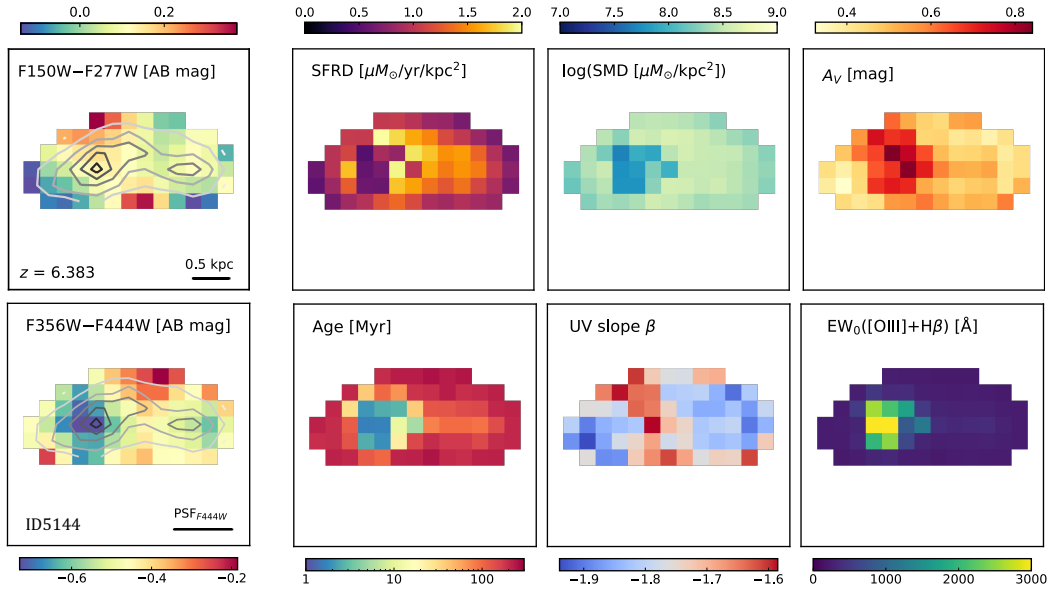 0.0 0.2
0.0 0.5 1.0 1.5 2.0
7.0 7.5 8.0 8.5 9.0
0.4 0.6 0.8
F150W−F277W [AB mag]
SFRD [μM⊙/yr/kpc²]
log(SMD [μM⊙/kpc²])
A_V [mag]
z = 6.383
0.5 kpc
F356W−F444W [AB mag]
Age [Myr]
UV slope β
EW₀([OIII]+Hβ) [Å]
ID5144
PSF_F444W
−0.6 −0.4 −0.2
1 10 100
−1.9 −1.8 −1.7 −1.6
0 1000 2000 3000